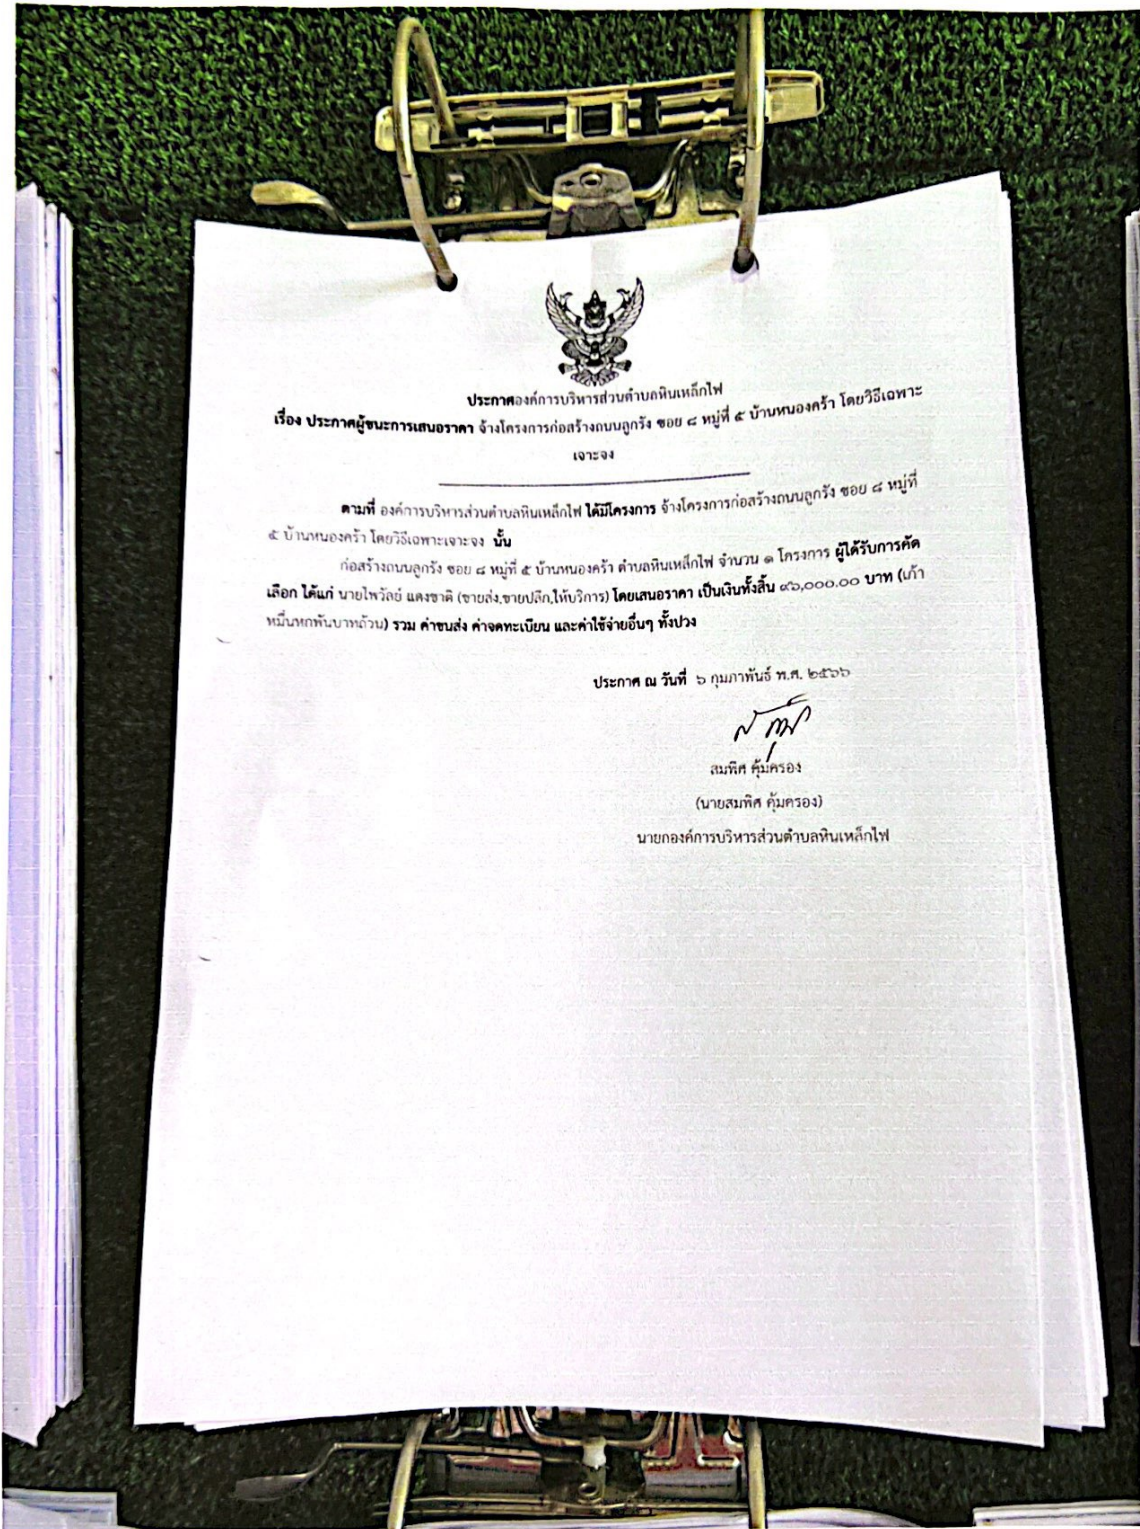 ประกาศองค์การบริหารส่วนตำบลหินเหล็กไฟ
เรื่อง ประกาศผู้ชนะการเสนอราคา จ้างโครงการก่อสร้างถนนลูกรัง ซอย ๘ หมู่ที่ ๕ บ้านหนองคร้า โดยวิธีเฉพาะ
เจาะจง
ตามที่ องค์การบริหารส่วนตำบลหินเหล็กไฟ ได้มีโครงการ จ้างโครงการก่อสร้างถนนลูกรัง ซอย ๘ หมู่ที่
๕ บ้านหนองคร้า โดยวิธีเฉพาะเจาะจง นั้น
ก่อสร้างถนนลูกรัง ซอย ๘ หมู่ที่ ๕ บ้านหนองคร้า ตำบลหินเหล็กไฟ จำนวน ๑ โครงการ ผู้ได้รับการคัด
เลือก ได้แก่ นายไพวัลย์ แดงชาติ (ขายส่ง,ขายปลีก,ให้บริการ) โดยเสนอราคา เป็นเงินทั้งสิ้น ๙๖,๐๐๐.๐๐ บาท (เก้า
หมื่นหกพันบาทถ้วน) รวม ค่าขนส่ง ค่าจดทะเบียน และค่าใช้จ่ายอื่นๆ ทั้งปวง
ประกาศ ณ วันที่ ๖ กุมภาพันธ์ พ.ศ. ๒๕๖๖
สมพิศ คุ้มครอง
(นายสมพิศ คุ้มครอง)
นายกองค์การบริหารส่วนตำบลหินเหล็กไฟ